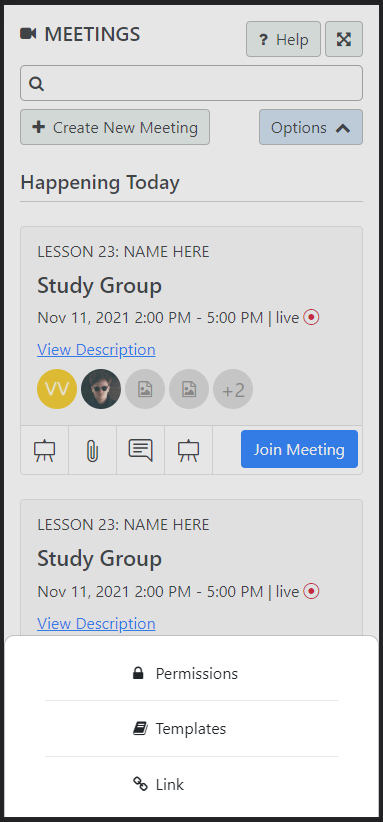 MEETINGS
? Help
Create New Meeting
Options
Happening Today
LESSON 23: NAME HERE
Study Group
Nov 11, 2021 2:00 PM - 5:00 PM | live
View Description
VV
+2
Join Meeting
LESSON 23: NAME HERE
Study Group
Nov 11, 2021 2:00 PM - 5:00 PM | live
View Description
Permissions
Templates
Link